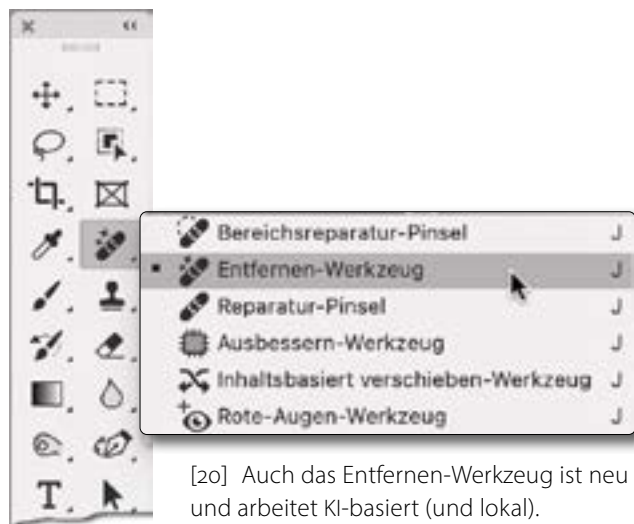 Bereichsreparatur-Pinsel J
Entfernen-Werkzeug J
Reparatur-Pinsel J
Ausbessern-Werkzeug J
Inhaltsbasiert verschieben-Werkzeug J
Rote-Augen-Werkzeug J
[20] Auch das Entfernen-Werkzeug ist neu
und arbeitet KI-basiert (und lokal).